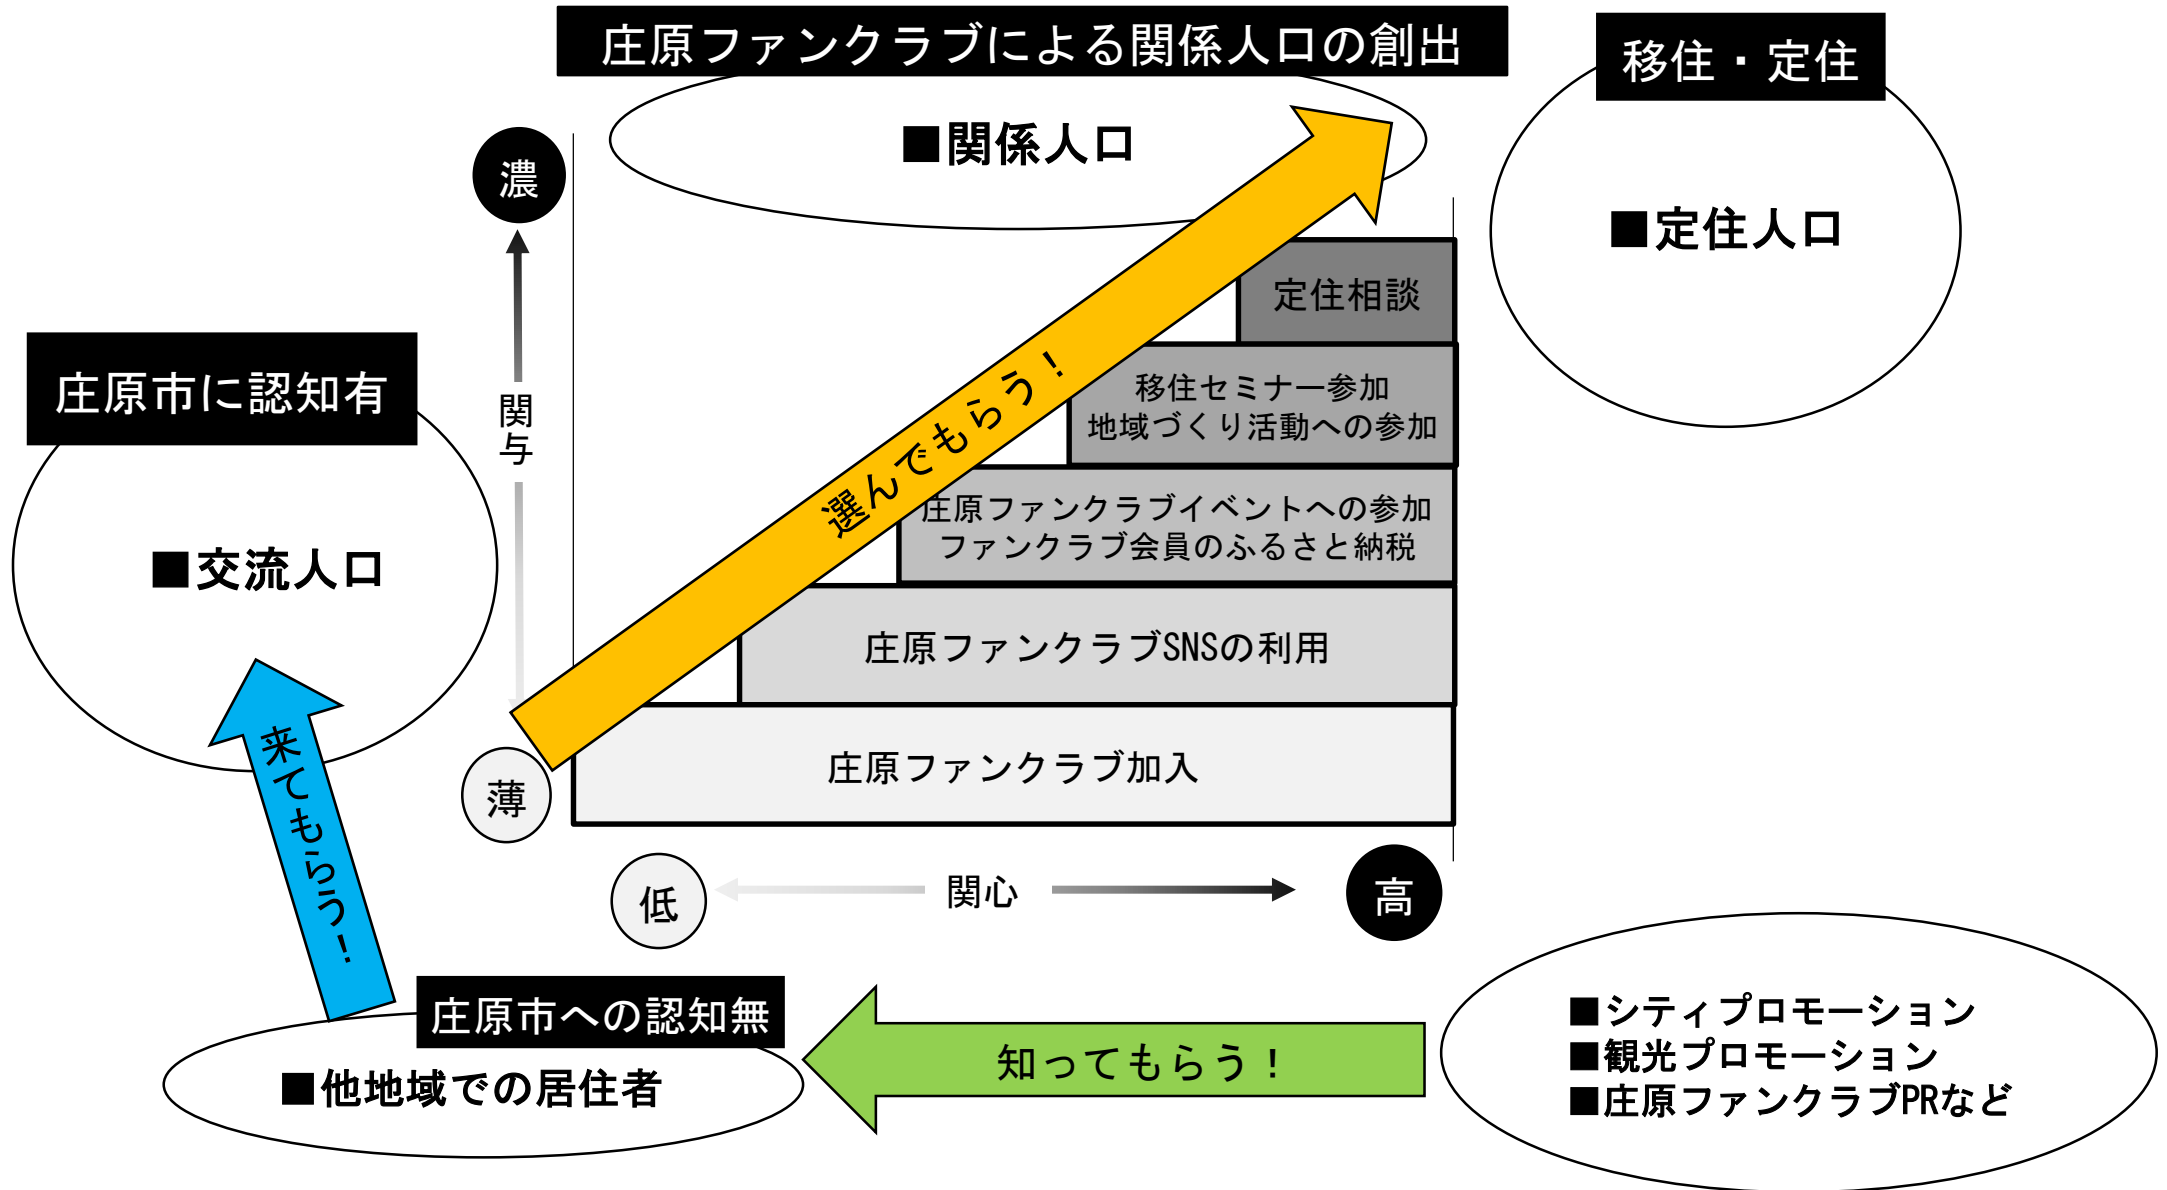 庄原ファンクラブによる関係人口の創出
移住・定住
■関係人口
濃
■定住人口
定住相談
庄原市に認知有
関与
移住セミナー参加
地域づくり活動への参加
選んでもらう！
庄原ファンクラブイベントへの参加
ファンクラブ会員のふるさと納税
■交流人口
庄原ファンクラブSNSの利用
来てもらう！
薄
庄原ファンクラブ加入
低
関心
高
庄原市への認知無
■他地域での居住者
知ってもらう！
■シティプロモーション
■観光プロモーション
■庄原ファンクラブPRなど